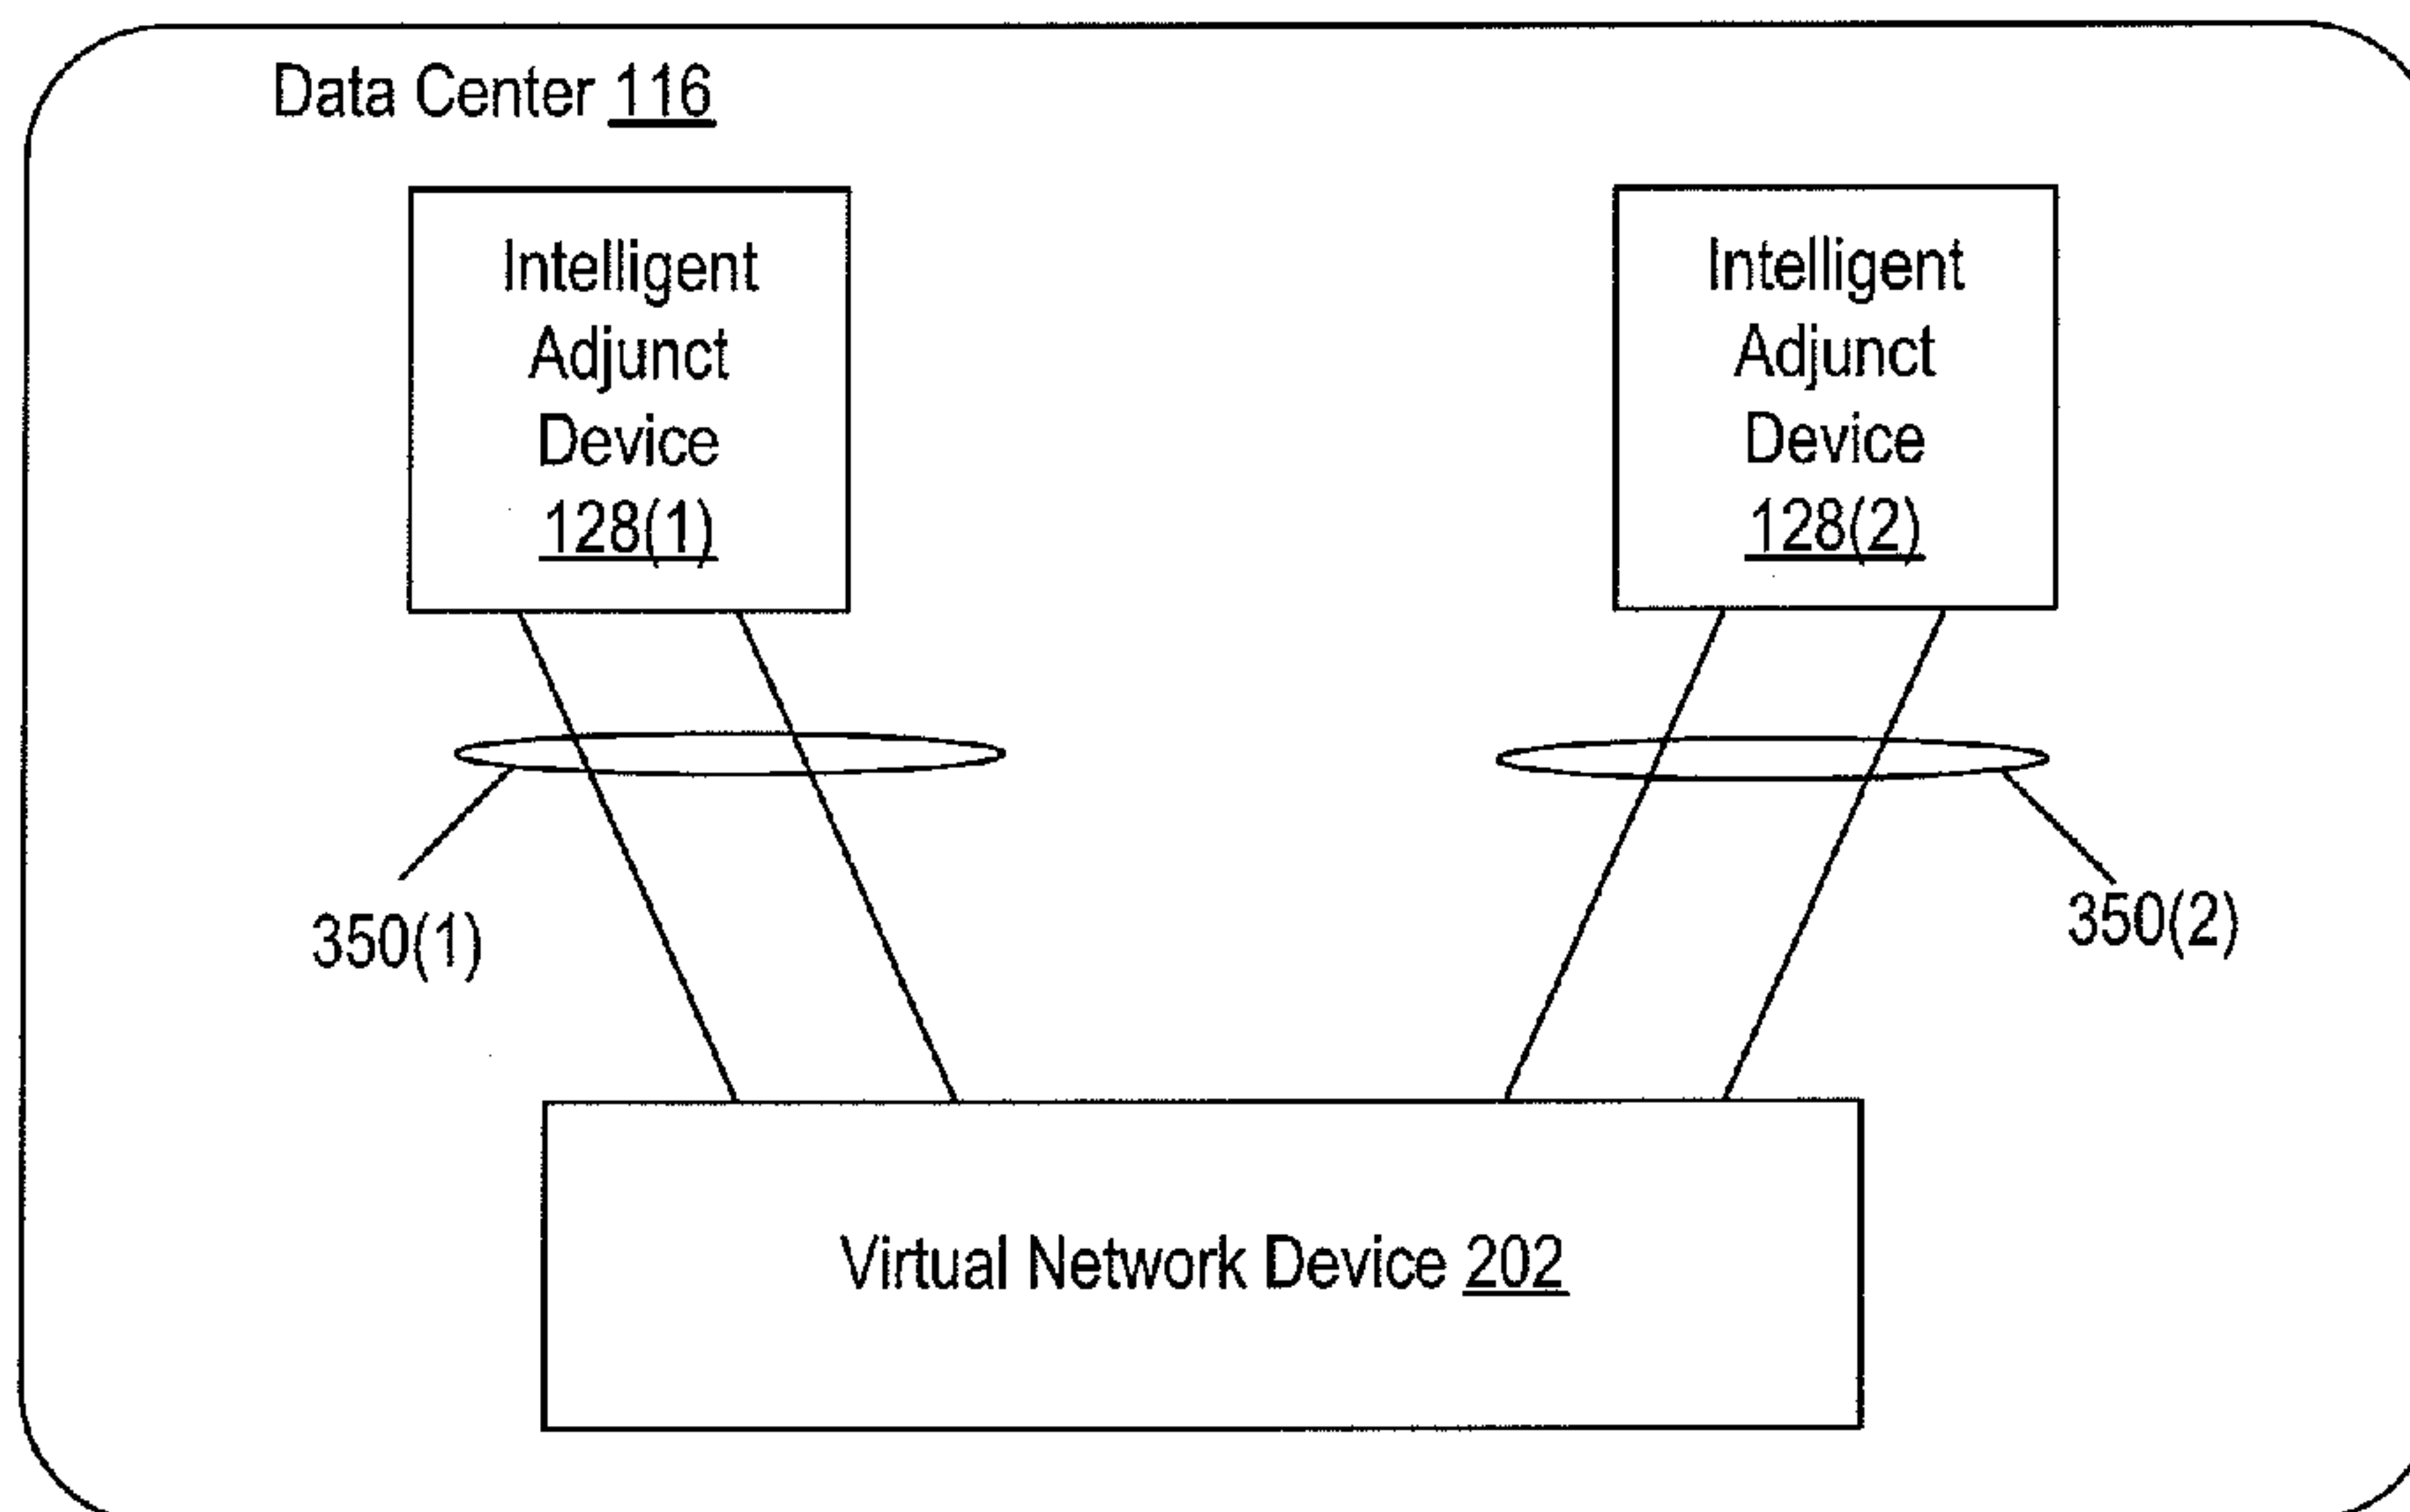 Data Center 116
Intelligent
Adjunct
Device
128(1)
Intelligent
Adjunct
Device
128(2)
350(1)
350(2)
Virtual Network Device 202